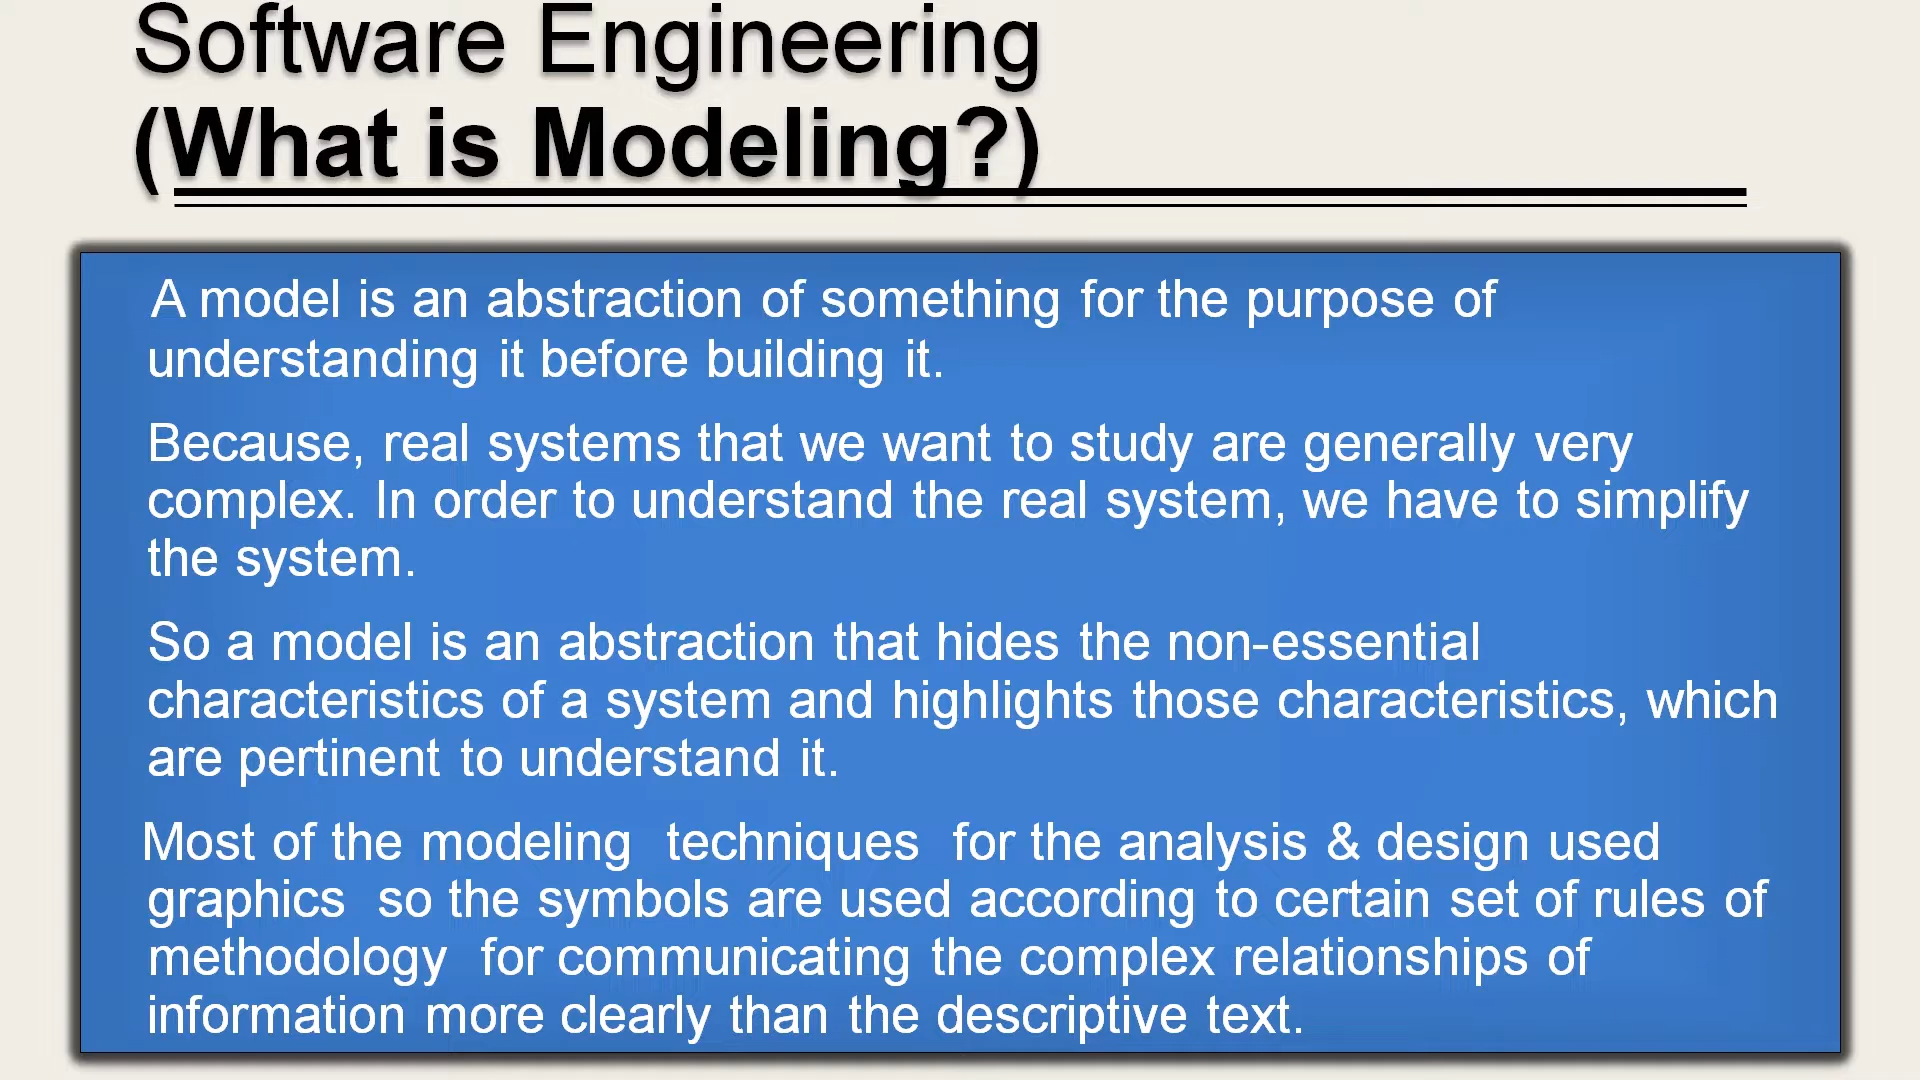 Software Engineering
(What is Modeling?)
A model is an abstraction of something for the purpose of
understanding it before building it.
Because, real systems that we want to study are generally very
complex. In order to understand the real system, we have to simplify
the system.
So a model is an abstraction that hides the non-essential
characteristics of a system and highlights those characteristics, which
are pertinent to understand it.
Most of the modeling techniques for the analysis & design used
graphics so the symbols are used according to certain set of rules of
methodology for communicating the complex relationships of
information more clearly than the descriptive text.